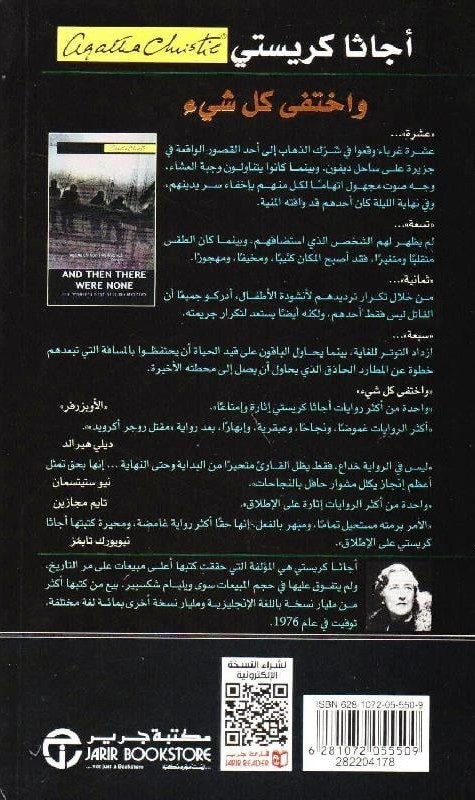 أجاثا كريستي Agatha Christie
واختفى كل شيء
«عشرة»...
عشرة غرباء وقعوا في شرك الذهاب إلى أحد القصور الواقعة في
جزيرة على ساحل ديفون. وبينما كانوا يتناولون وجبة العشاء،
وجه صوت مجهول اتهامًا لكل منهم بإخفاء سر يدينهم،
وفي نهاية الليلة كان أحدهم قد وافته المنية.
«تسعة»...
لم يظهر لهم الشخص الذي استضافهم، وبينما كان الطقس
متقلبًا ومتغيرًا، فقد أصبح المكان كئيبًا، ومخيفًا، ومهجورًا.
«ثمانية»...
من خلال تكرار ترديدهم لأنشودة الأطفال، أدركو جميعًا أن
القاتل ليس فقط أحدهم، ولكنه أيضًا يستعد لتكرار جريمته.
«سبعة»...
ازداد التوتر للغاية، بينما يحاول الباقون على قيد الحياة أن يحتفظوا بالمسافة التي تبعدهم
خطوة عن المطارد الحاذق الذي يحاول أن يصل إلى محطته الأخيرة.
AND THEN THERE
WERE NONE
«واختفى كل شيء»
«واحدة من أكثر روايات أجاثا كريستي إثارة وإمتاعًا».
«الأوبزرفر»
«أكثر الروايات غموضًا، ونجاحًا، وعبقرية، وإبهارًا، بعد رواية «مقتل روجر أكرويد»».
ديلي هيرالد
«ليس في الرواية خداع، فقط يظل القارئ متحيرًا من البداية وحتى النهاية ... إنها بحق تمثل
أعظم إنجاز يكلل مشوار حافل بالنجاحات».
نيو ستيتسمان
«واحدة من أكثر الروايات إثارة على الإطلاق».
تايم مجازين
«الأمر برمته مستحيل تمامًا، ومبهر بالفعل، إنها حقًا أكثر رواية غامضة، ومحيرة كتبتها أجاثا
كريستي على الإطلاق».
نيويورك تايمز
أجاثا كريستي هي المؤلفة التي حققت كتبها أعلى مبيعات على مر التاريخ،
ولم يتفوق عليها في حجم المبيعات سوى ويليام شكسبير. بيع من كتبها أكثر
من مليار نسخة باللغة الإنجليزية ومليار نسخة أخرى بمائة لغة مختلفة.
توفيت في عام 1976
لشراء النسخة
الإلكترونية
قارئ جرير
JARIR READER
مكتبة جرير
JARIR BOOKSTORE
... not just a Bookstore
ليست مجرد مكتبة ...
ISBN 628-1072-05-550-9
6 281072 055509
282204178